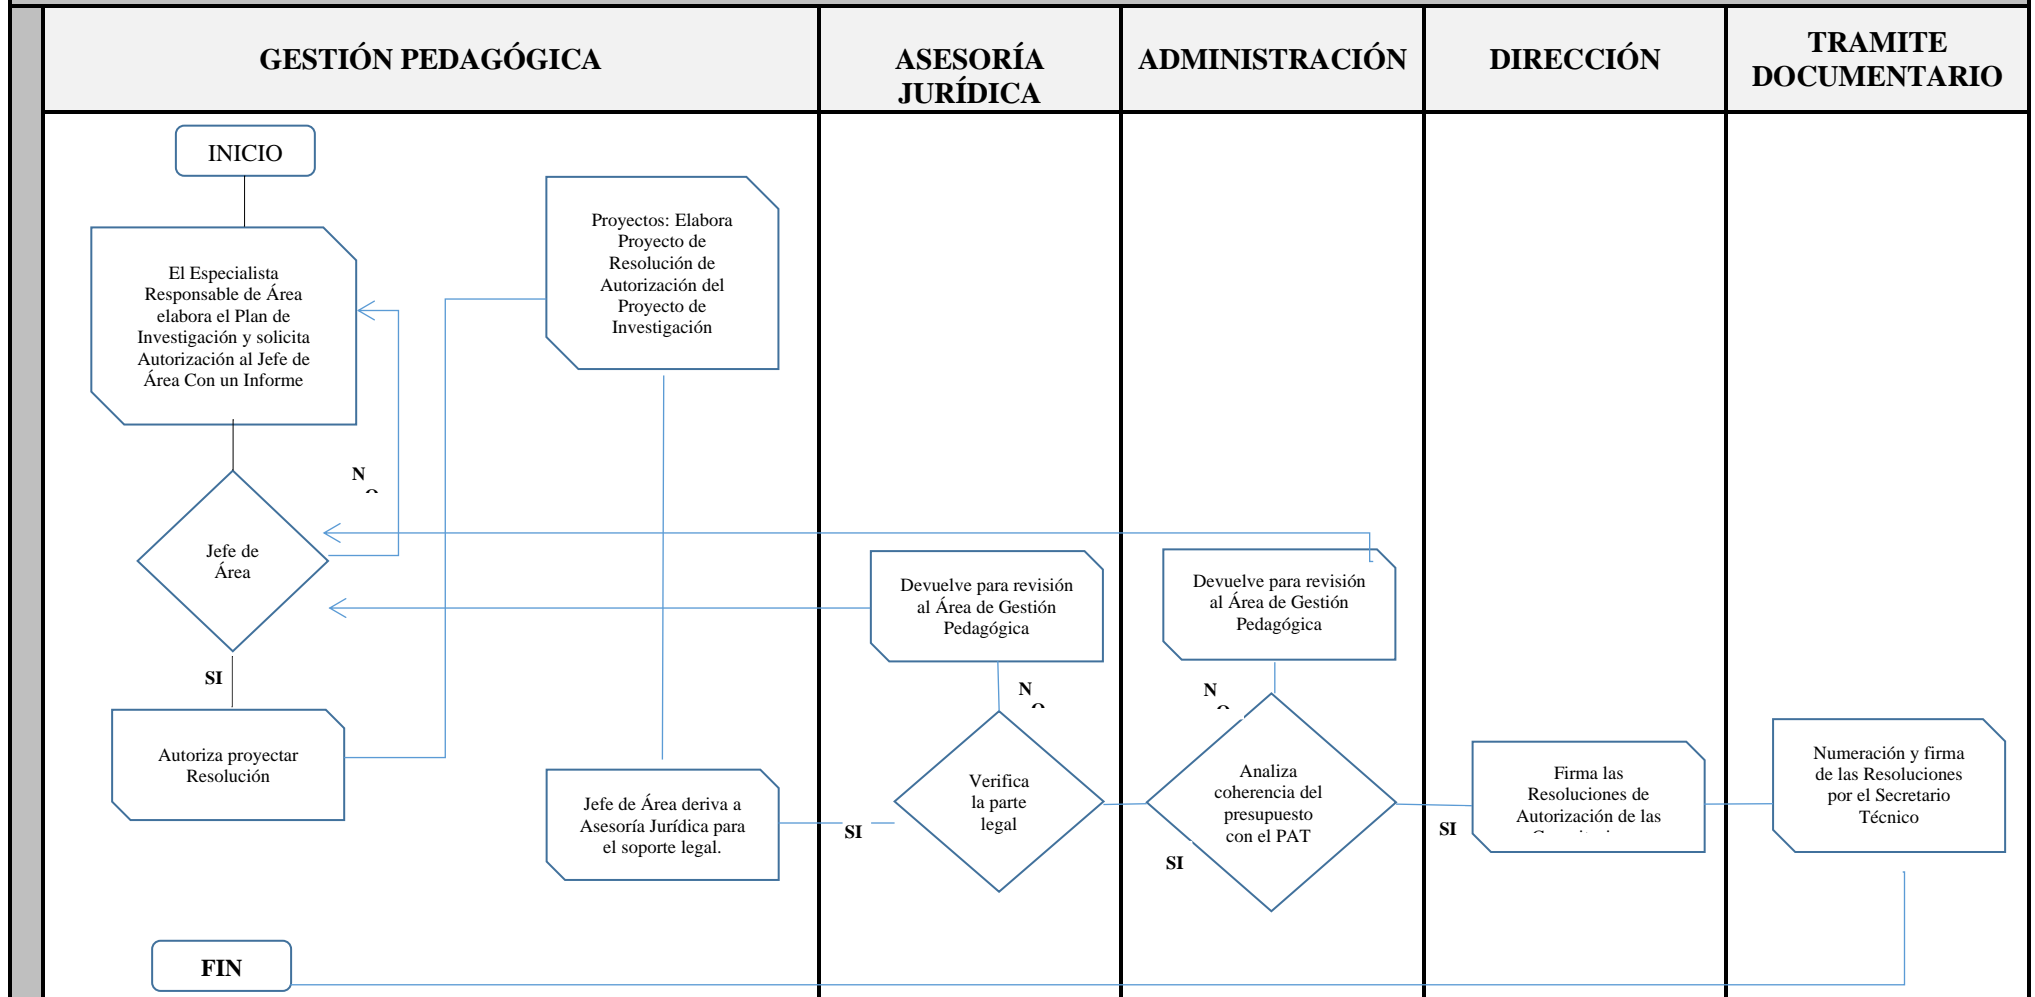 GESTIÓN PEDAGÓGICA
ASESORÍA
JURÍDICA
ADMINISTRACIÓN
DIRECCIÓN
TRAMITE
DOCUMENTARIO
INICIO
El Especialista
Responsable de Área
elabora el Plan de
Investigación y solicita
Autorización al Jefe de
Área Con un Informe
Proyectos: Elabora
Proyecto de
Resolución de
Autorización del
Proyecto de
Investigación
N
O
Jefe de
Área
SI
Autoriza proyectar
Resolución
Jefe de Área deriva a
Asesoría Jurídica para
el soporte legal.
SI
Devuelve para revisión
al Área de Gestión
Pedagógica
N
O
Verifica
la parte
legal
Devuelve para revisión
al Área de Gestión
Pedagógica
N
O
Analiza
coherencia del
presupuesto
con el PAT
SI
SI
Firma las
Resoluciones de
Autorización de las
Numeración y firma
de las Resoluciones
por el Secretario
Técnico
FIN